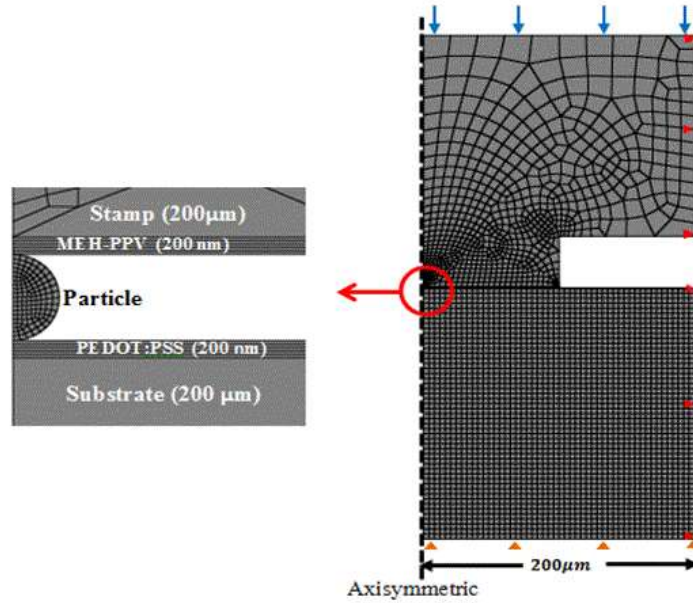 Stamp (200μm)
MEH-PPV (200 nm)
Particle
PEDOT:PSS (200 nm)
Substrate (200 μm)
200μm
Axisymmetric